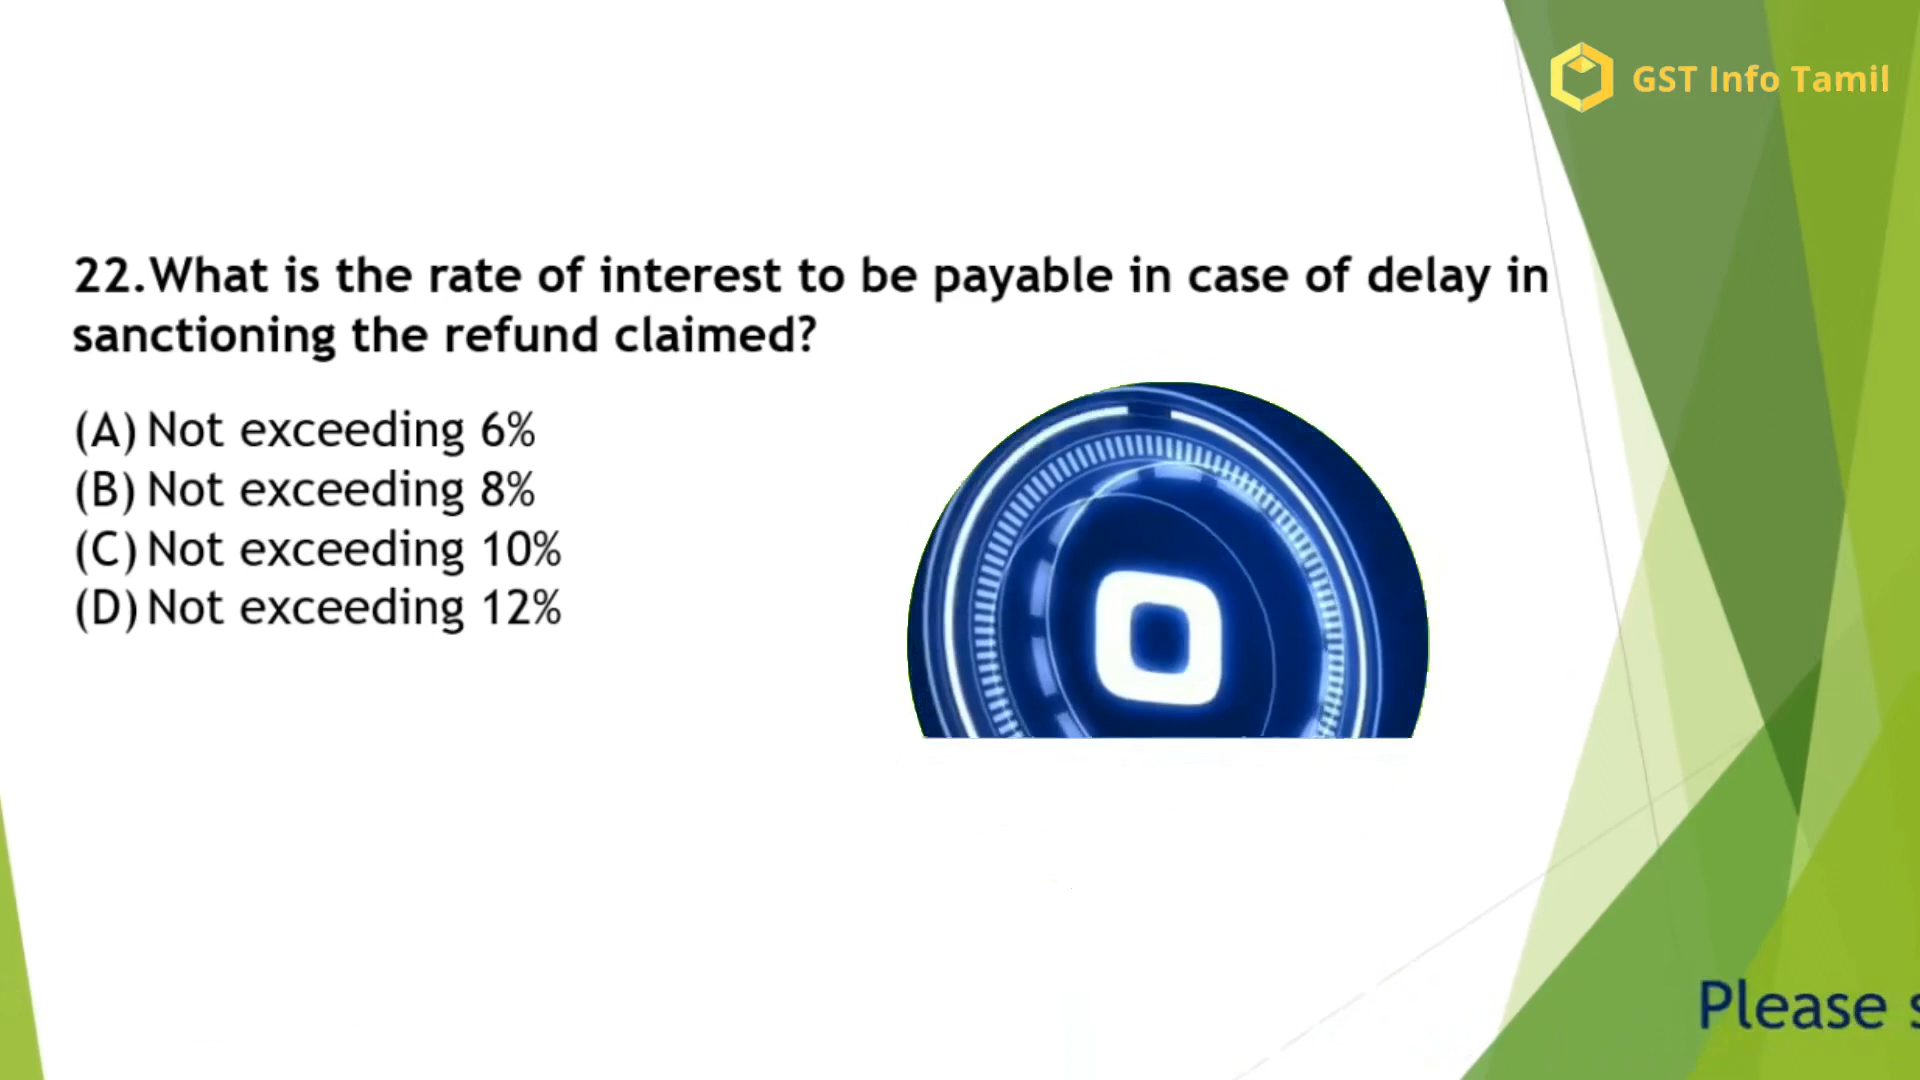 GST Info Tamil
22.What is the rate of interest to be payable in case of delay in
sanctioning the refund claimed?
(A) Not exceeding 6%
(B) Not exceeding 8%
(C) Not exceeding 10%
(D) Not exceeding 12%
0
Please